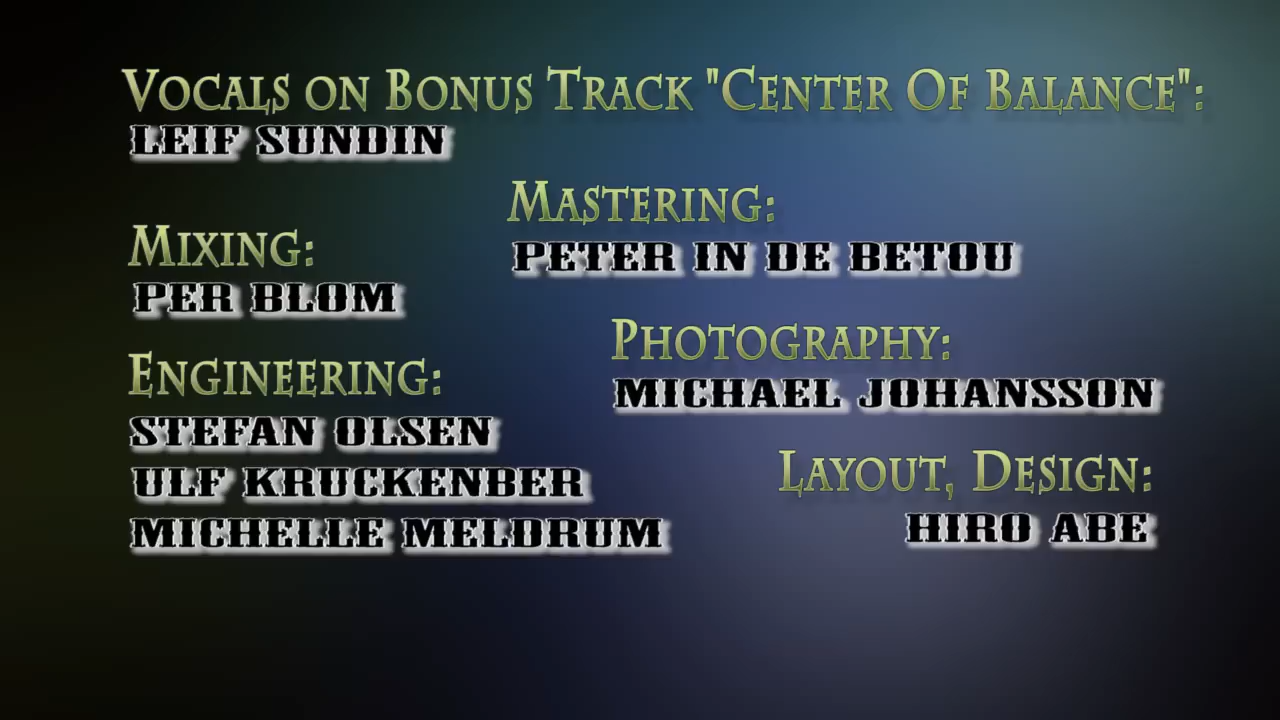 Vocals on Bonus Track "Center Of Balance":
LEIF SUNDIN
Mastering:
PETER IN DE BETOU
Mixing:
PER BLOM
Photography:
MICHAEL JOHANSSON
Engineering:
STEFAN OLSEN
ULF KRUCKENBER
MICHELLE MELDRUM
Layout, Design:
HIRO ABE